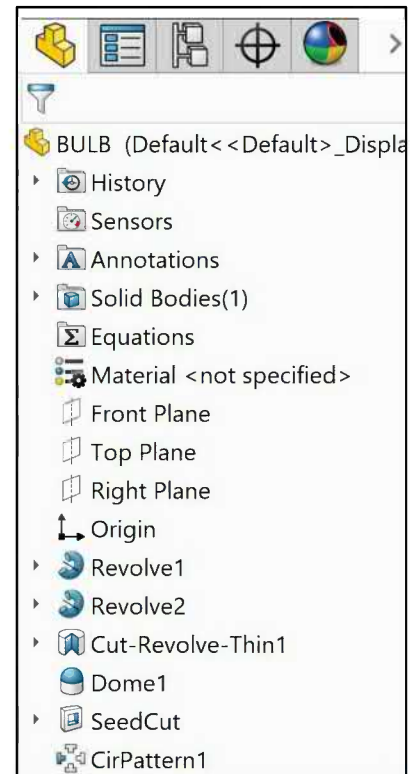 BULB (Default<<Default>_Displa
History
Sensors
Annotations
Solid Bodies(1)
Equations
Material <not specified>
Front Plane
Top Plane
Right Plane
Origin
Revolve1
Revolve2
Cut-Revolve-Thin1
Dome1
SeedCut
CirPattern1